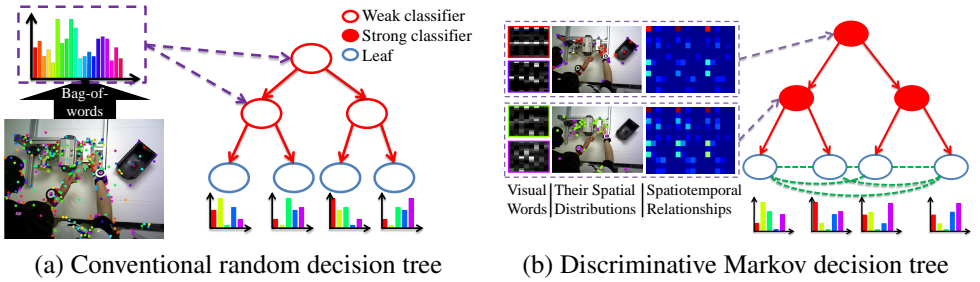 Bag-of-
words
Weak classifier
Strong classifier
Leaf
(a) Conventional random decision tree
Visual
Words
Their Spatial
Distributions
Spatiotemporal
Relationships
(b) Discriminative Markov decision tree